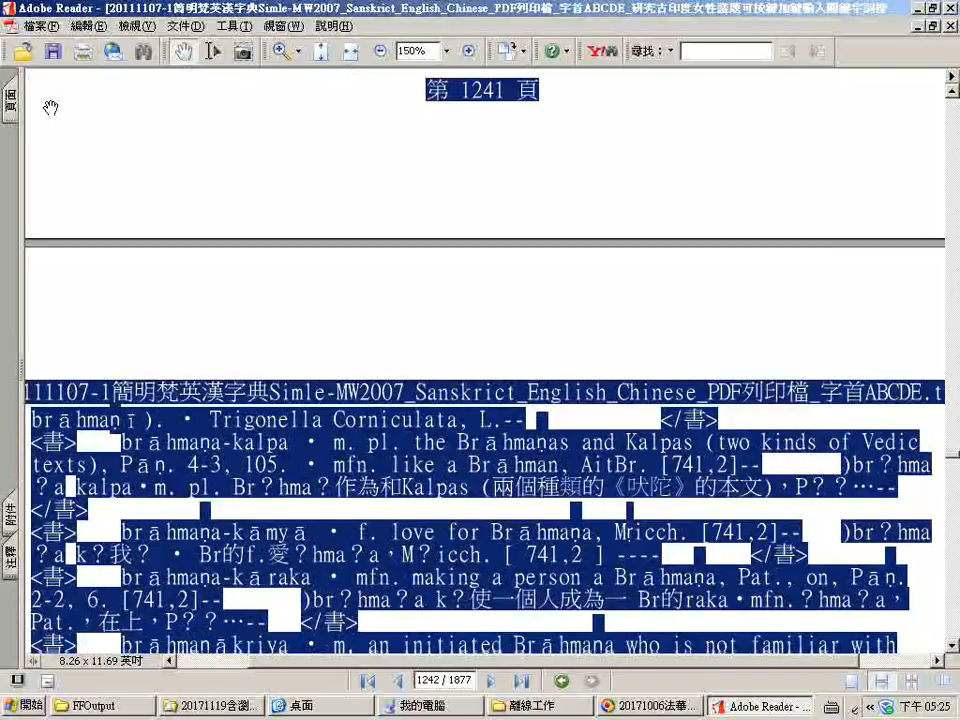 Adobe Reader - [20111107-1簡明梵英漢字典Simle-MW2007_Sanskrict_English_Chinese_PDF列印檔_字首ABCDE_研究古印度女性議題可按鍵加鍵輸入關鍵字詞搜
檔案(F) 編輯(E) 檢視(V) 文件(D) 工具(T) 視窗(W) 說明(H)
150% 尋找:
頁面
第 1241 頁
111107-1簡明梵英漢字典Simle-MW2007_Sanskrict_English_Chinese_PDF列印檔_字首ABCDE.t
brāhmaṇī). • Trigonella Corniculata, L.-- </書>
<書> brāhmaṇa-kalpa • m. pl. the Brāhmaṇas and Kalpas (two kinds of Vedic
texts), Pāṇ. 4-3, 105. • mfn. like a Brāhman, AitBr. [741,2]-- )br?hma
?a kalpa•m. pl. Br?hma?作為和Kalpas (兩個種類的《吠陀》的本文), P??…--
</書>
<書> brāhmaṇa-kāmyā • f. love for Brāhmaṇa, Mṛicch. [741,2]-- )br?hma
?a k?我? • Br的f.愛?hma?a，M?icch. [ 741,2 ] ---- </書>
<書> brāhmaṇa-kāraka • mfn. making a person a Brāhmaṇa, Pat., on, Pāṇ.
2-2, 6. [741,2]-- )br?hma?a k?使一個人成為一 Br的raka•mfn.?hma?a，
Pat.，在上，P??…-- </書>
<書> brāhmaṇākriya • m. an initiated Brāhmaṇa who is not familiar with
附件
注釋
8.26 x 11.69 英吋
1242 / 1877
開始 FFOutput 20171119含瀏... 桌面 我的電腦 離線工作 20171006法華... Adobe Reader -... 下午 05:25